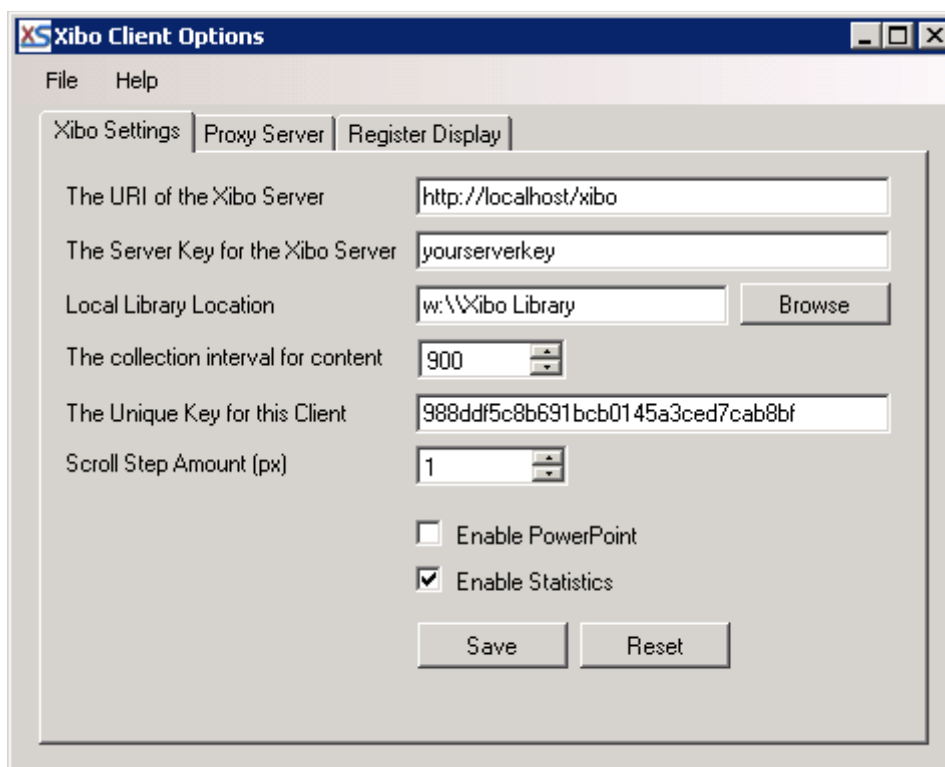 XS Xibo Client Options
File Help
Xibo Settings Proxy Server Register Display
The URI of the Xibo Server http://localhost/xibo
The Server Key for the Xibo Server yourserverkey
Local Library Location w:\\Xibo Library Browse
The collection interval for content 900
The Unique Key for this Client 988ddf5c8b691bcb0145a3ced7cab8bf
Scroll Step Amount (px) 1
Enable PowerPoint
Enable Statistics
Save Reset